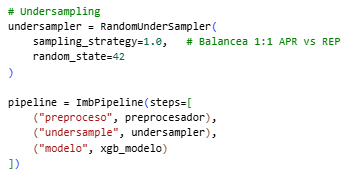 # Undersampling
undersampler = RandomUnderSampler(
    sampling_strategy=1.0,   # Balancea 1:1 APR vs REP
    random_state=42
)

pipeline = ImbPipeline(steps=[
    ("preproceso", preprocesador),
    ("undersample", undersampler),
    ("modelo", xgb_modelo)
])